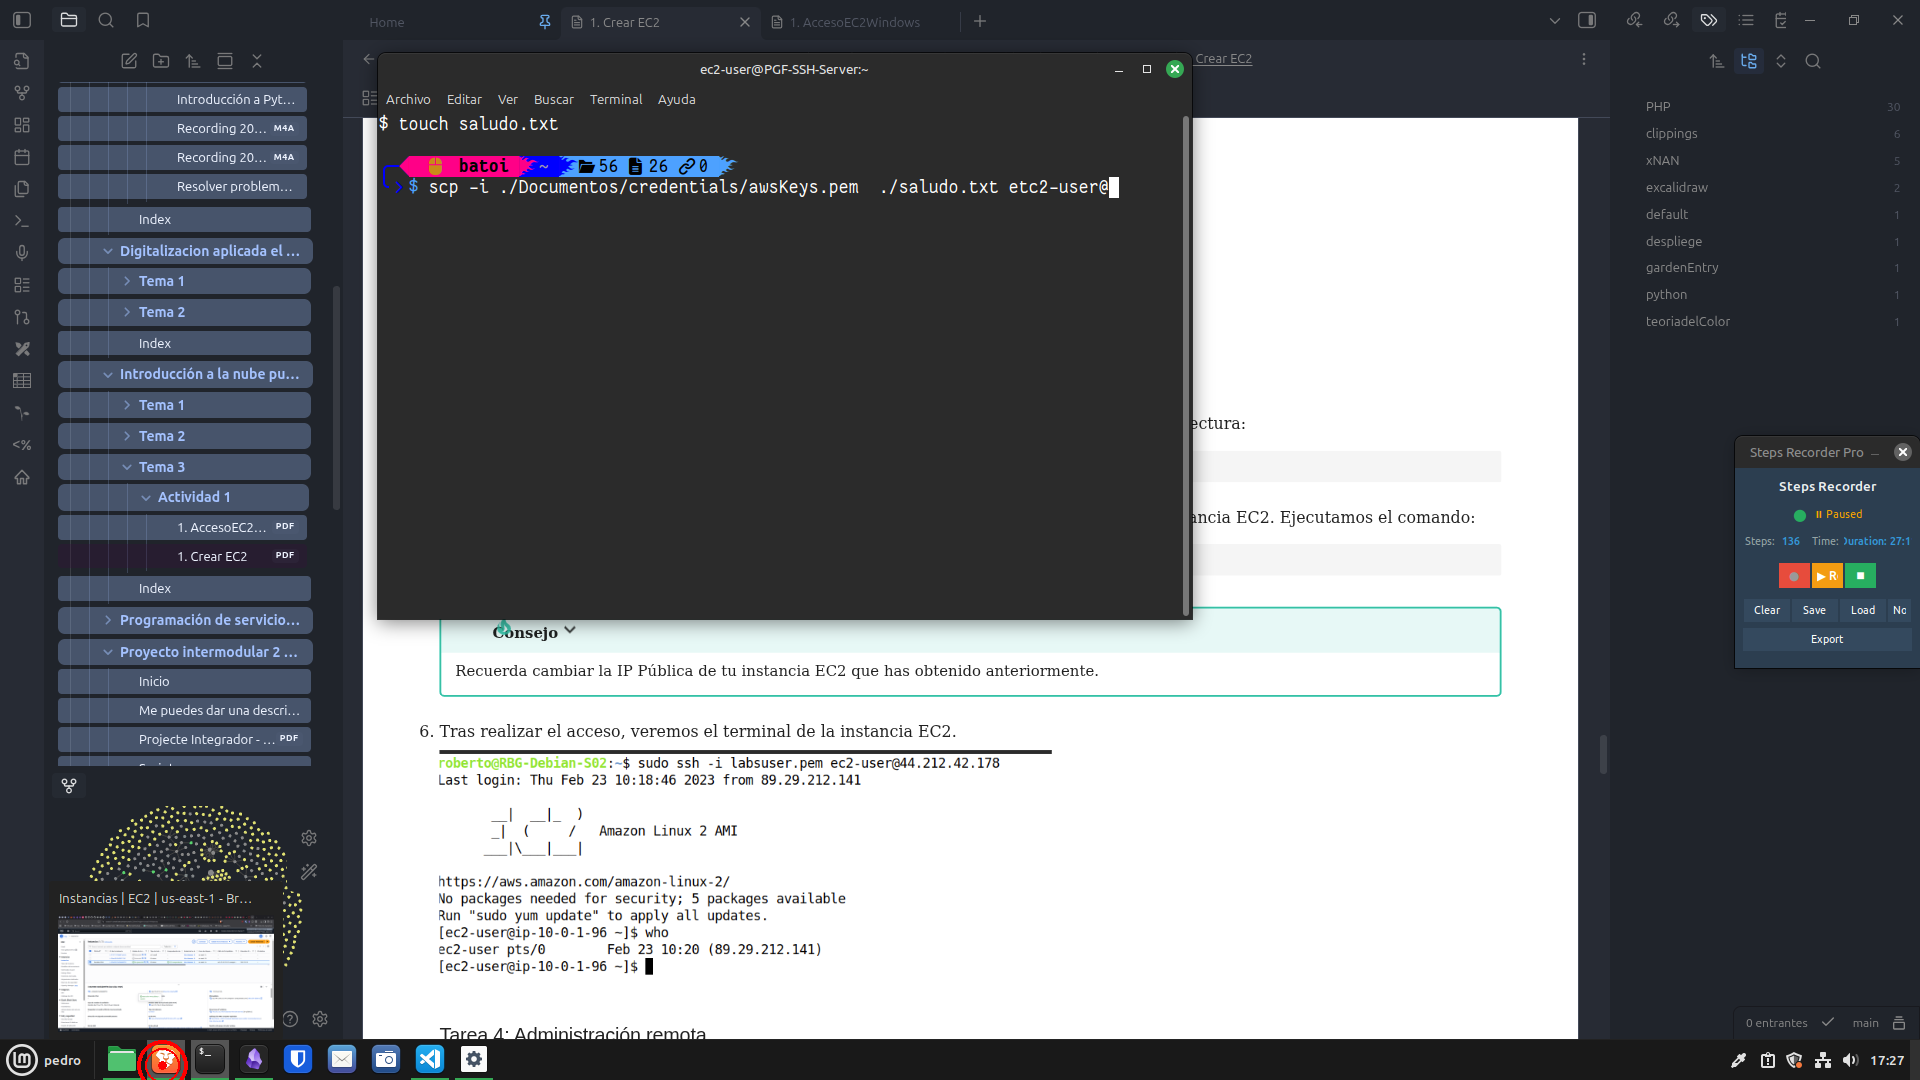 Home
1. Crear EC2
1. AccesoEC2Windows
Introducción a Pyt...
Recording 20... M4A
Recording 20... M4A
Resolver problem...
Index
Digitalizacion aplicada el ...
Tema 1
Tema 2
Index
Introducción a la nube pu...
Tema 1
Tema 2
Tema 3
Actividad 1
1. AccesoEC2... PDF
1. Crear EC2 PDF
Index
Programación de servicio...
Proyecto intermodular 2 ...
Inicio
Me puedes dar una descri...
Projecte Integrador - ... PDF
Instancias | EC2 | us-east-1 - Br...
Crear EC2
ec2-user@PGF-SSH-Server:~
Archivo Editar Ver Buscar Terminal Ayuda
$ touch saludo.txt
batoi ~ 56 26 0
$ scp -i ./Documentos/credentials/awsKeys.pem  ./saludo.txt etc2-user@
ectura:
ancia EC2. Ejecutamos el comando:
Consejo
Recuerda cambiar la IP Pública de tu instancia EC2 que has obtenido anteriormente.
6. Tras realizar el acceso, veremos el terminal de la instancia EC2.
roberto@RBG-Debian-S02:~$ sudo ssh -i labsuser.pem ec2-user@44.212.42.178
Last login: Thu Feb 23 10:18:46 2023 from 89.29.212.141
__|  __|_  )
_|  (     /   Amazon Linux 2 AMI
___|\___|___|
https://aws.amazon.com/amazon-linux-2/
No packages needed for security; 5 packages available
Run "sudo yum update" to apply all updates.
[ec2-user@ip-10-0-1-96 ~]$ who
ec2-user pts/0        Feb 23 10:20 (89.29.212.141)
[ec2-user@ip-10-0-1-96 ~]$
Tarea 4: Administración remota
PHP 30
clippings 6
xNAN 5
excalidraw 2
default 1
despliege 1
gardenEntry 1
python 1
teoriadelColor 1
Steps Recorder Pro
Steps Recorder
Paused
Steps: 136 Time: Duration: 27:1
R
Clear Save Load No
Export
0 entrantes main
pedro
17:27